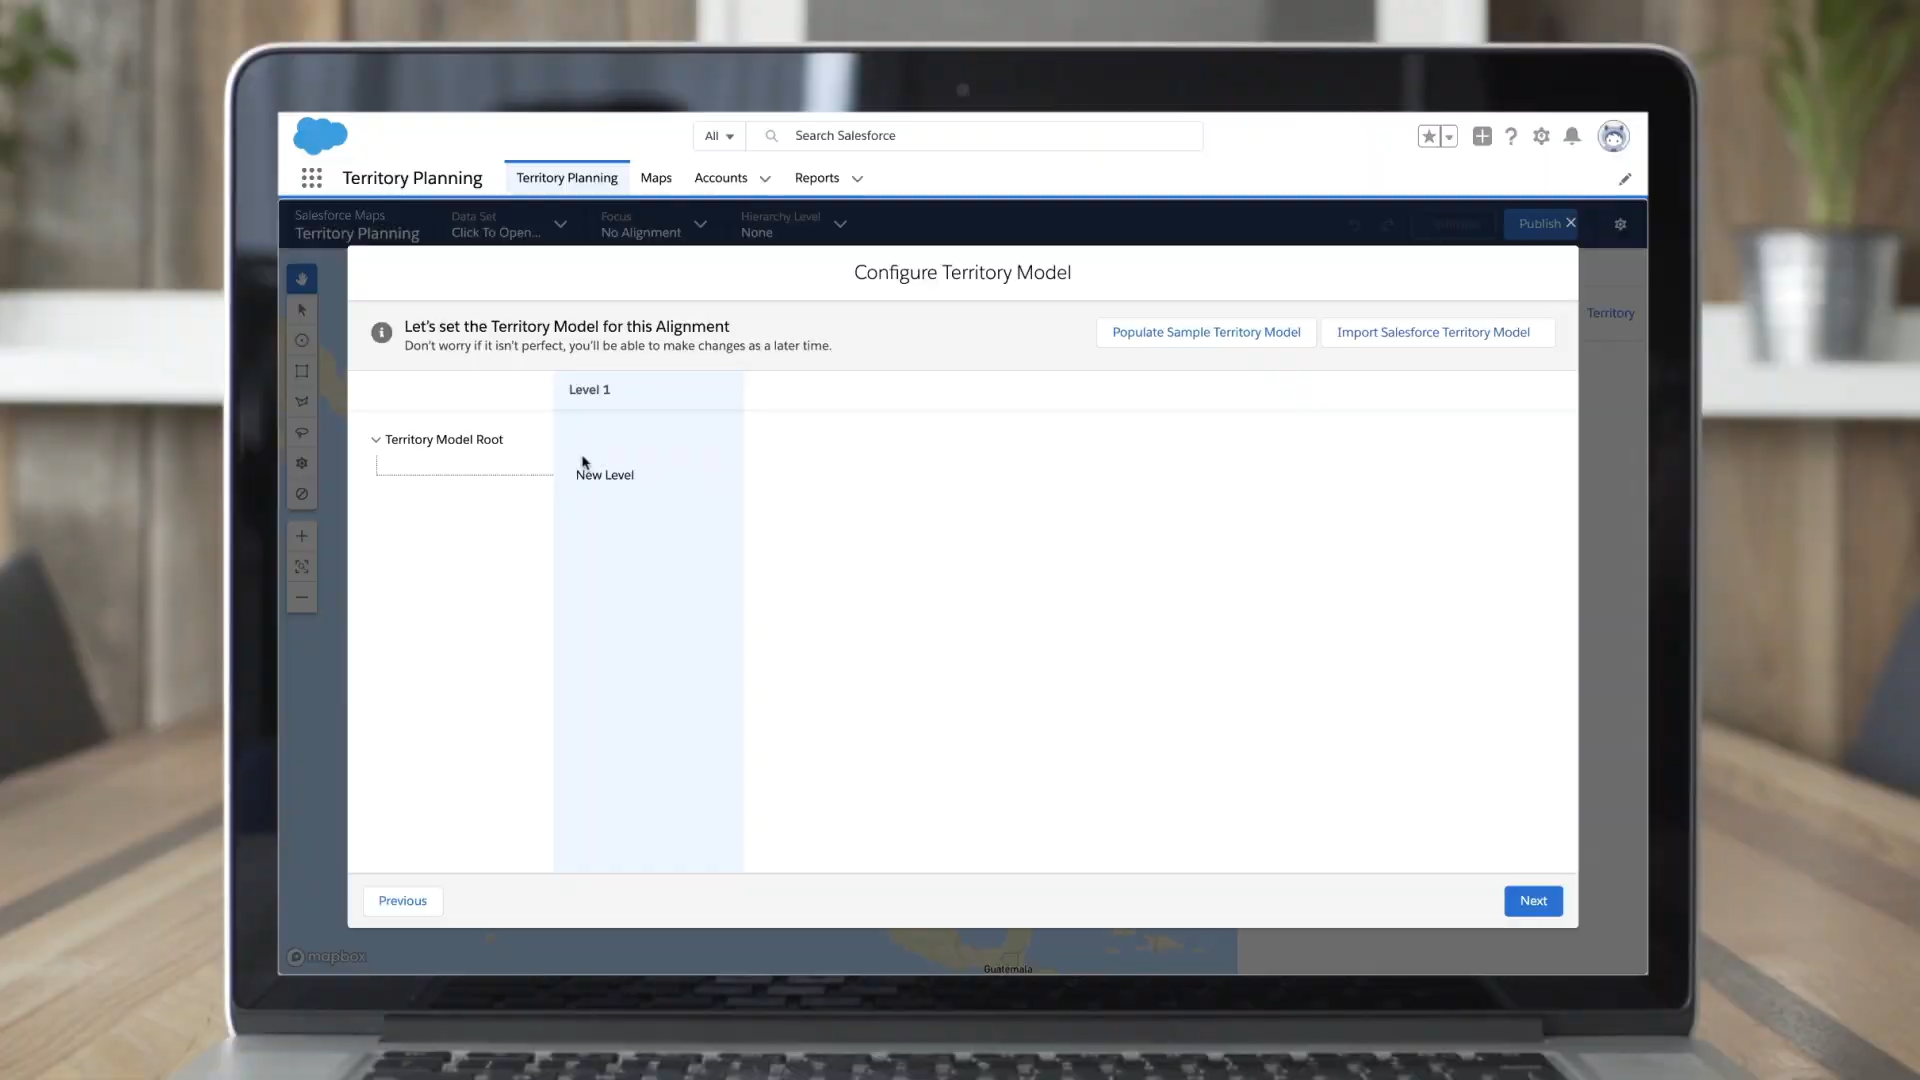 All
Search Salesforce
Territory Planning
Territory Planning
Maps
Accounts
Reports
Salesforce Maps
Territory Planning
Data Set
Click To Open...
Focus
No Alignment
Hierarchy Level
None
Publish
Configure Territory Model
Let's set the Territory Model for this Alignment
Don't worry if it isn't perfect, you'll be able to make changes as a later time.
Populate Sample Territory Model
Import Salesforce Territory Model
Territory
Level 1
Territory Model Root
New Level
Previous
Next
mapbox
Guatemala